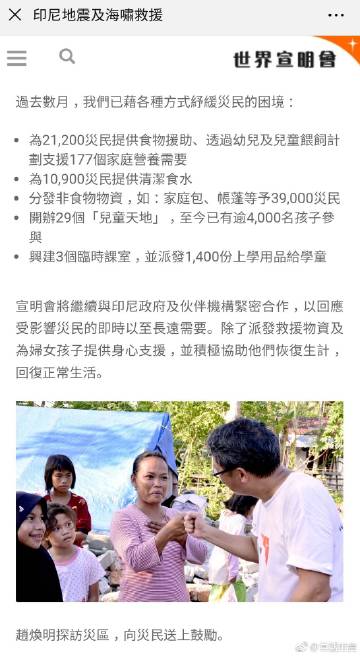 印尼地震及海嘯救援
世界宣明會
過去數月，我們已藉各種方式紓緩災民的困境：
為21,200災民提供食物援助、透過幼兒及兒童餵飼計
劃支援177個家庭營養需要
為10,900災民提供清潔食水
分發非食物物資，如：家庭包、帳蓬等予39,000災民
開辦29個「兒童天地」，至今已有逾4,000名孩子參
與
興建3個臨時課室，並派發1,400份上學用品給學童
宣明會將繼續與印尼政府及伙伴機構緊密合作，以回應
受影響災民的即時以至長遠需要。除了派發救援物資及
為婦女孩子提供身心支援，並積極協助他們恢復生計，
回復正常生活。
趙煥明探訪災區，向災民送上鼓勵。